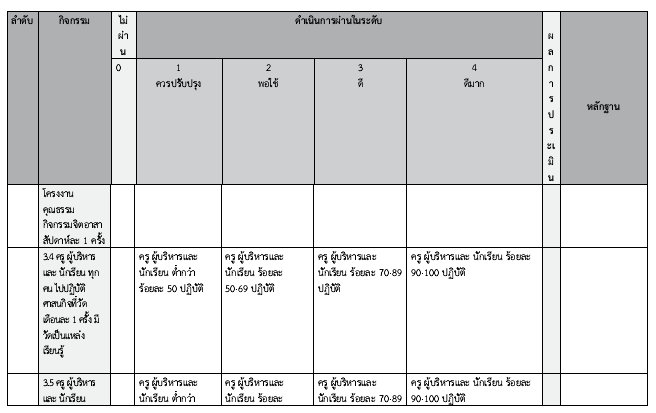 ลำดับ กิจกรรม ไม่ผ่าน ดำเนินการผ่านในระดับ ผลการประเมิน หลักฐาน
0 1 2 3 4
ควรปรับปรุง พอใช้ ดี ดีมาก
โครงงาน
คุณธรรม
กิจกรรมจิตอาสา
สัปดาห์ละ 1 ครั้ง
3.4 ครู ผู้บริหาร
และ นักเรียน ทุก
คน ไปปฏิบัติ
ศาสนกิจที่วัด
เดือนละ 1 ครั้ง มี
วัดเป็นแหล่ง
เรียนรู้
ครู ผู้บริหารและ
นักเรียน ต่ำกว่า
ร้อยละ 50 ปฏิบัติ
ครู ผู้บริหารและ
นักเรียน ร้อยละ
50-69 ปฏิบัติ
ครู ผู้บริหารและ
นักเรียน ร้อยละ 70-89
ปฏิบัติ
ครู ผู้บริหารและ นักเรียน ร้อยละ
90-100 ปฏิบัติ
3.5 ครู ผู้บริหาร
และ นักเรียน
ครู ผู้บริหารและ
นักเรียน ต่ำกว่า
ครู ผู้บริหารและ
นักเรียน ร้อยละ
ครู ผู้บริหารและ
นักเรียน ร้อยละ 70-89
ครู ผู้บริหารและ นักเรียน ร้อยละ
90-100 ปฏิบัติ